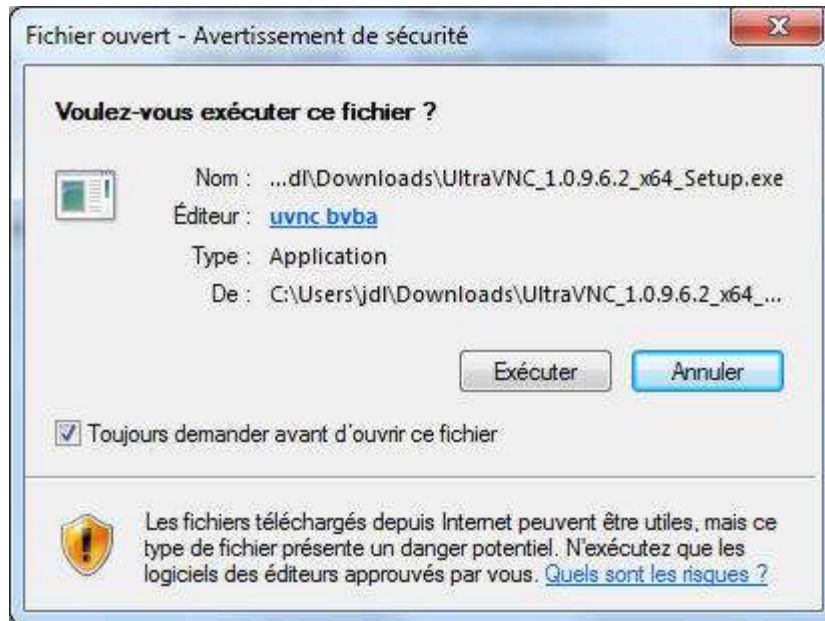 Fichier ouvert - Avertissement de sécurité
Voulez-vous exécuter ce fichier ?
Nom : ...dl\Downloads\UltraVNC_1.0.9.6.2_x64_Setup.exe
Éditeur : uvnc bvba
Type : Application
De : C:\Users\jdl\Downloads\UltraVNC_1.0.9.6.2_x64_...
Exécuter Annuler
Toujours demander avant d'ouvrir ce fichier
Les fichiers téléchargés depuis Internet peuvent être utiles, mais ce
type de fichier présente un danger potentiel. N'exécutez que les
logiciels des éditeurs approuvés par vous. Quels sont les risques ?